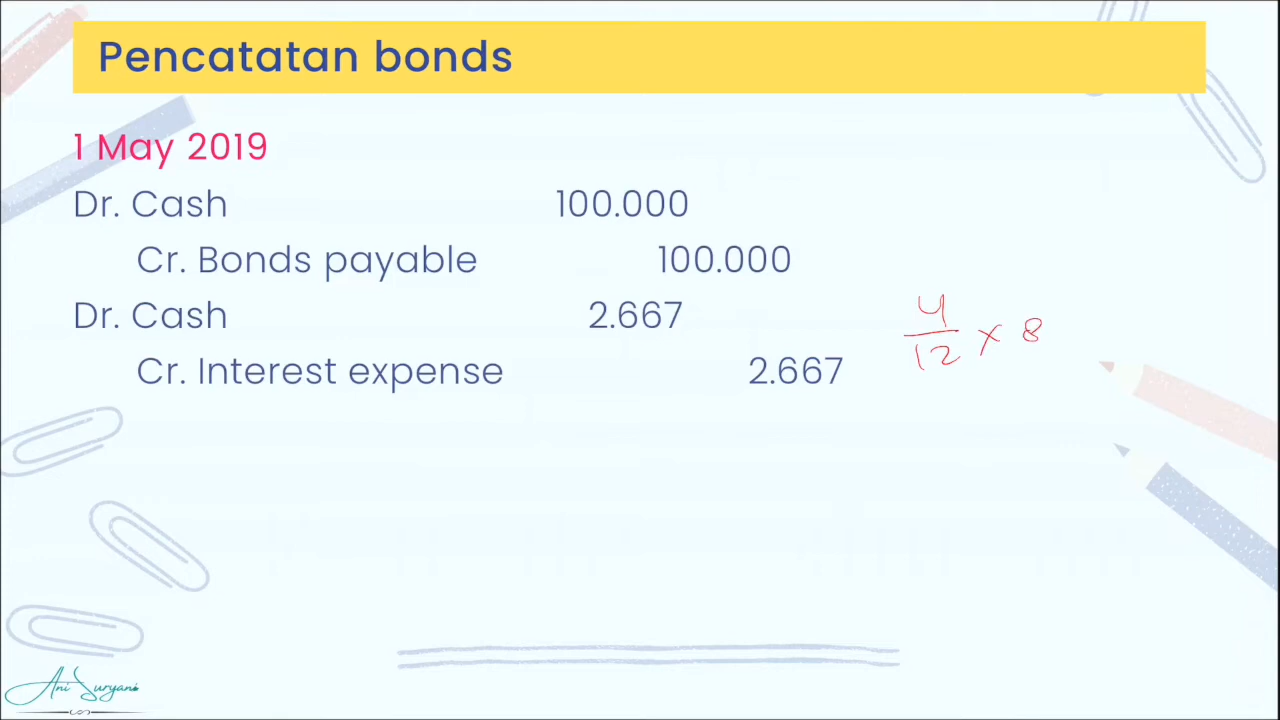 Pencatatan bonds
1 May 2019
Dr. Cash 100.000
Cr. Bonds payable 100.000
Dr. Cash 2.667
Cr. Interest expense 2.667
4
12 × 8
Ani Suryani